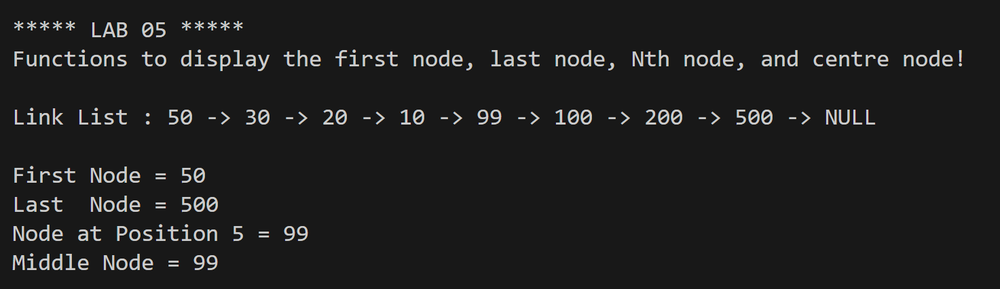 ***** LAB 05 *****
Functions to display the first node, last node, Nth node, and centre node!
Link List : 50 -> 30 -> 20 -> 10 -> 99 -> 100 -> 200 -> 500 -> NULL
First Node = 50
Last  Node = 500
Node at Position 5 = 99
Middle Node = 99